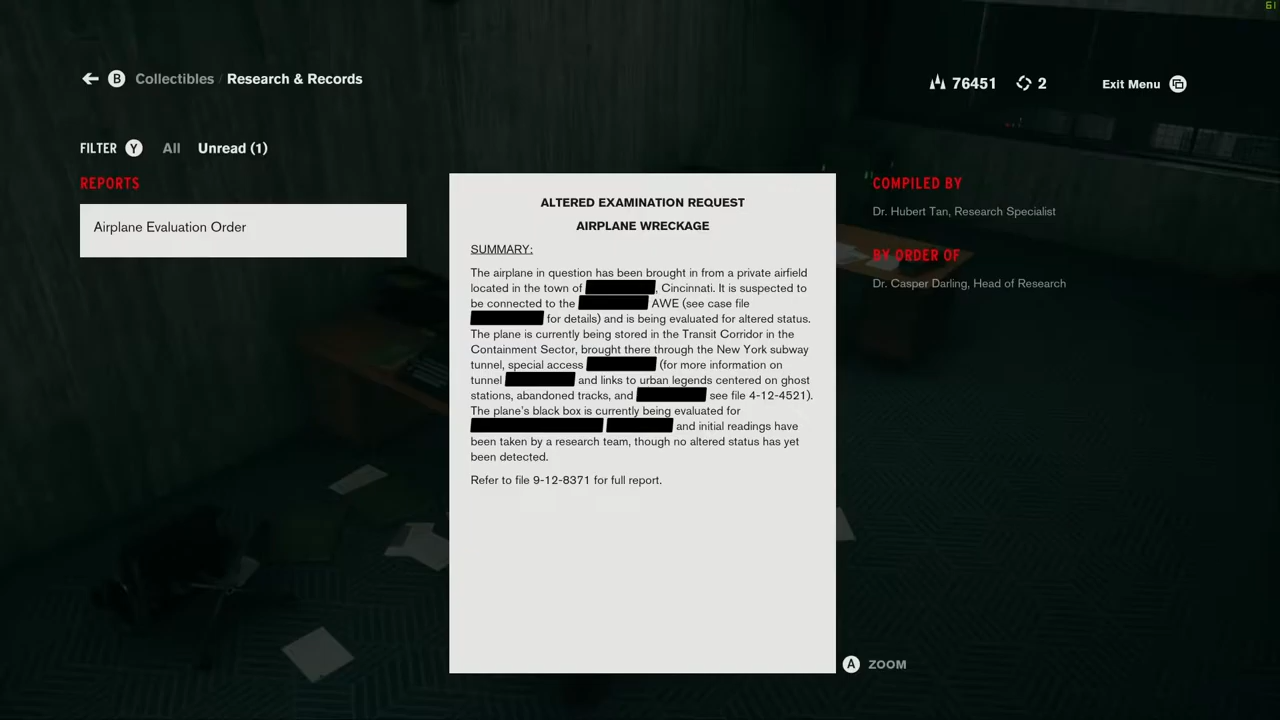 61
B Collectibles / Research & Records
76451 2 Exit Menu
FILTER Y All Unread (1)
REPORTS
Airplane Evaluation Order
ALTERED EXAMINATION REQUEST
AIRPLANE WRECKAGE
SUMMARY:
The airplane in question has been brought in from a private airfield
located in the town of , Cincinnati. It is suspected to
be connected to the AWE (see case file
for details) and is being evaluated for altered status.
The plane is currently being stored in the Transit Corridor in the
Containment Sector, brought there through the New York subway
tunnel, special access (for more information on
tunnel and links to urban legends centered on ghost
stations, abandoned tracks, and see file 4-12-4521).
The plane's black box is currently being evaluated for
and initial readings have
been taken by a research team, though no altered status has yet
been detected.
Refer to file 9-12-8371 for full report.
COMPILED BY
Dr. Hubert Tan, Research Specialist
BY ORDER OF
Dr. Casper Darling, Head of Research
A ZOOM